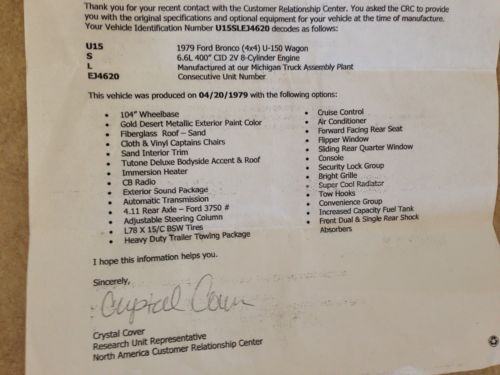 Thank you for your recent contact with the Customer Relationship Center. You asked the CRC to provide
you with the original specifications and optional equipment for your vehicle at the time of manufacture.
Your Vehicle Identification Number U15SLEJ4620 decodes as follows:
U15 1979 Ford Bronco (4x4) U-150 Wagon
S 6.6L 400" CID 2V 8-Cylinder Engine
L Manufactured at our Michigan Truck Assembly Plant
EJ4620 Consecutive Unit Number
This vehicle was produced on 04/20/1979 with the following options:
• 104" Wheelbase
• Gold Desert Metallic Exterior Paint Color
• Fiberglass Roof – Sand
• Cloth & Vinyl Captains Chairs
• Sand Interior Trim
• Tutone Deluxe Bodyside Accent & Roof
• Immersion Heater
• CB Radio
• Exterior Sound Package
• Automatic Transmission
• 4.11 Rear Axle – Ford 3750 #
• Adjustable Steering Column
• L78 X 15/C BSW Tires
• Heavy Duty Trailer Towing Package
• Cruise Control
• Air Conditioner
• Forward Facing Rear Seat
• Flipper Window
• Sliding Rear Quarter Window
• Console
• Security Lock Group
• Bright Grille
• Super Cool Radiator
• Tow Hooks
• Convenience Group
• Increased Capacity Fuel Tank
• Front Dual & Single Rear Shock
Absorbers
I hope this information helps you.
Sincerely,
Crystal Cover
Crystal Cover
Research Unit Representative
North America Customer Relationship Center